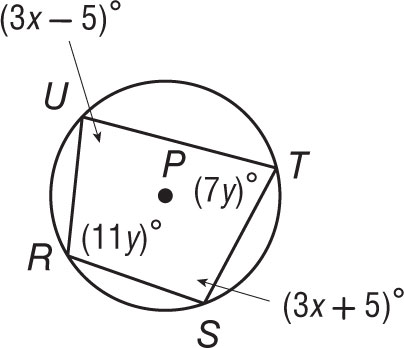 (3x – 5)°
U
P
T
(7y)°
(11y)°
R
(3x + 5)°
S